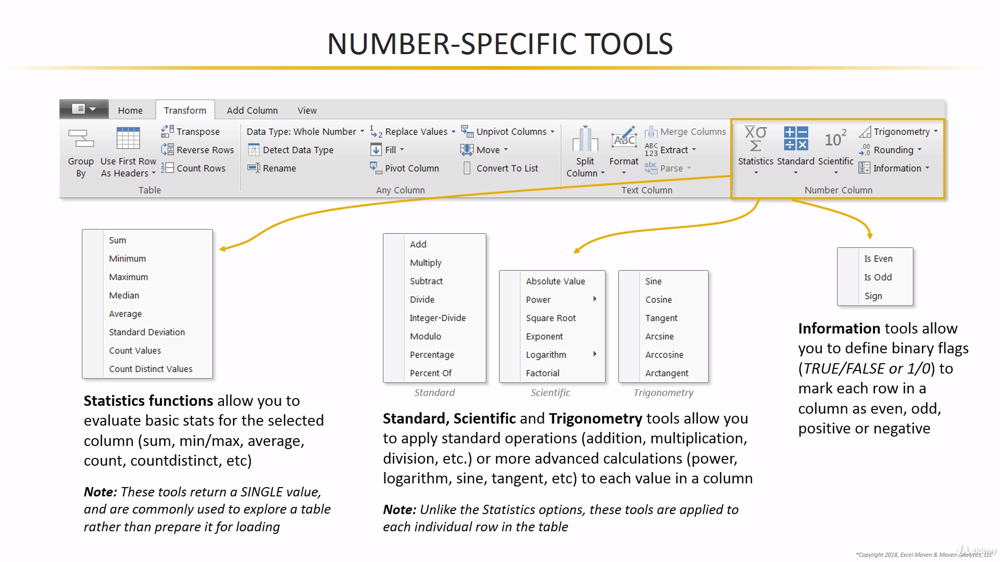 NUMBER-SPECIFIC TOOLS
Home
Transform
Add Column
View
Group
By
Use First Row
As Headers
Transpose
Reverse Rows
Count Rows
Table
Data Type: Whole Number
Detect Data Type
Rename
Replace Values
Fill
Pivot Column
Unpivot Columns
Move
Convert To List
Any Column
Split
Column
ABC
Format
Merge Columns
ABC
123
Extract
abc
Parse
Text Column
X̅σ
Σ
Statistics
Standard
10²
Scientific
Trigonometry
.00
.0
Rounding
Information
Number Column
Sum
Minimum
Maximum
Median
Average
Standard Deviation
Count Values
Count Distinct Values
Statistics functions allow you to
evaluate basic stats for the selected
column (sum, min/max, average,
count, countdistinct, etc)
Note: These tools return a SINGLE value,
and are commonly used to explore a table
rather than prepare it for loading
Add
Multiply
Subtract
Divide
Integer-Divide
Modulo
Percentage
Percent Of
Standard
Absolute Value
Power
Square Root
Exponent
Logarithm
Factorial
Scientific
Sine
Cosine
Tangent
Arcsine
Arccosine
Arctangent
Trigonometry
Standard, Scientific and Trigonometry tools allow you
to apply standard operations (addition, multiplication,
division, etc.) or more advanced calculations (power,
logarithm, sine, tangent, etc) to each value in a column
Note: Unlike the Statistics options, these tools are applied to
each individual row in the table
Is Even
Is Odd
Sign
Information tools allow
you to define binary flags
(TRUE/FALSE or 1/0) to
mark each row in a
column as even, odd,
positive or negative
*Copyright 2018, Excel Maven & Maven Analytics, LLC
Udemy